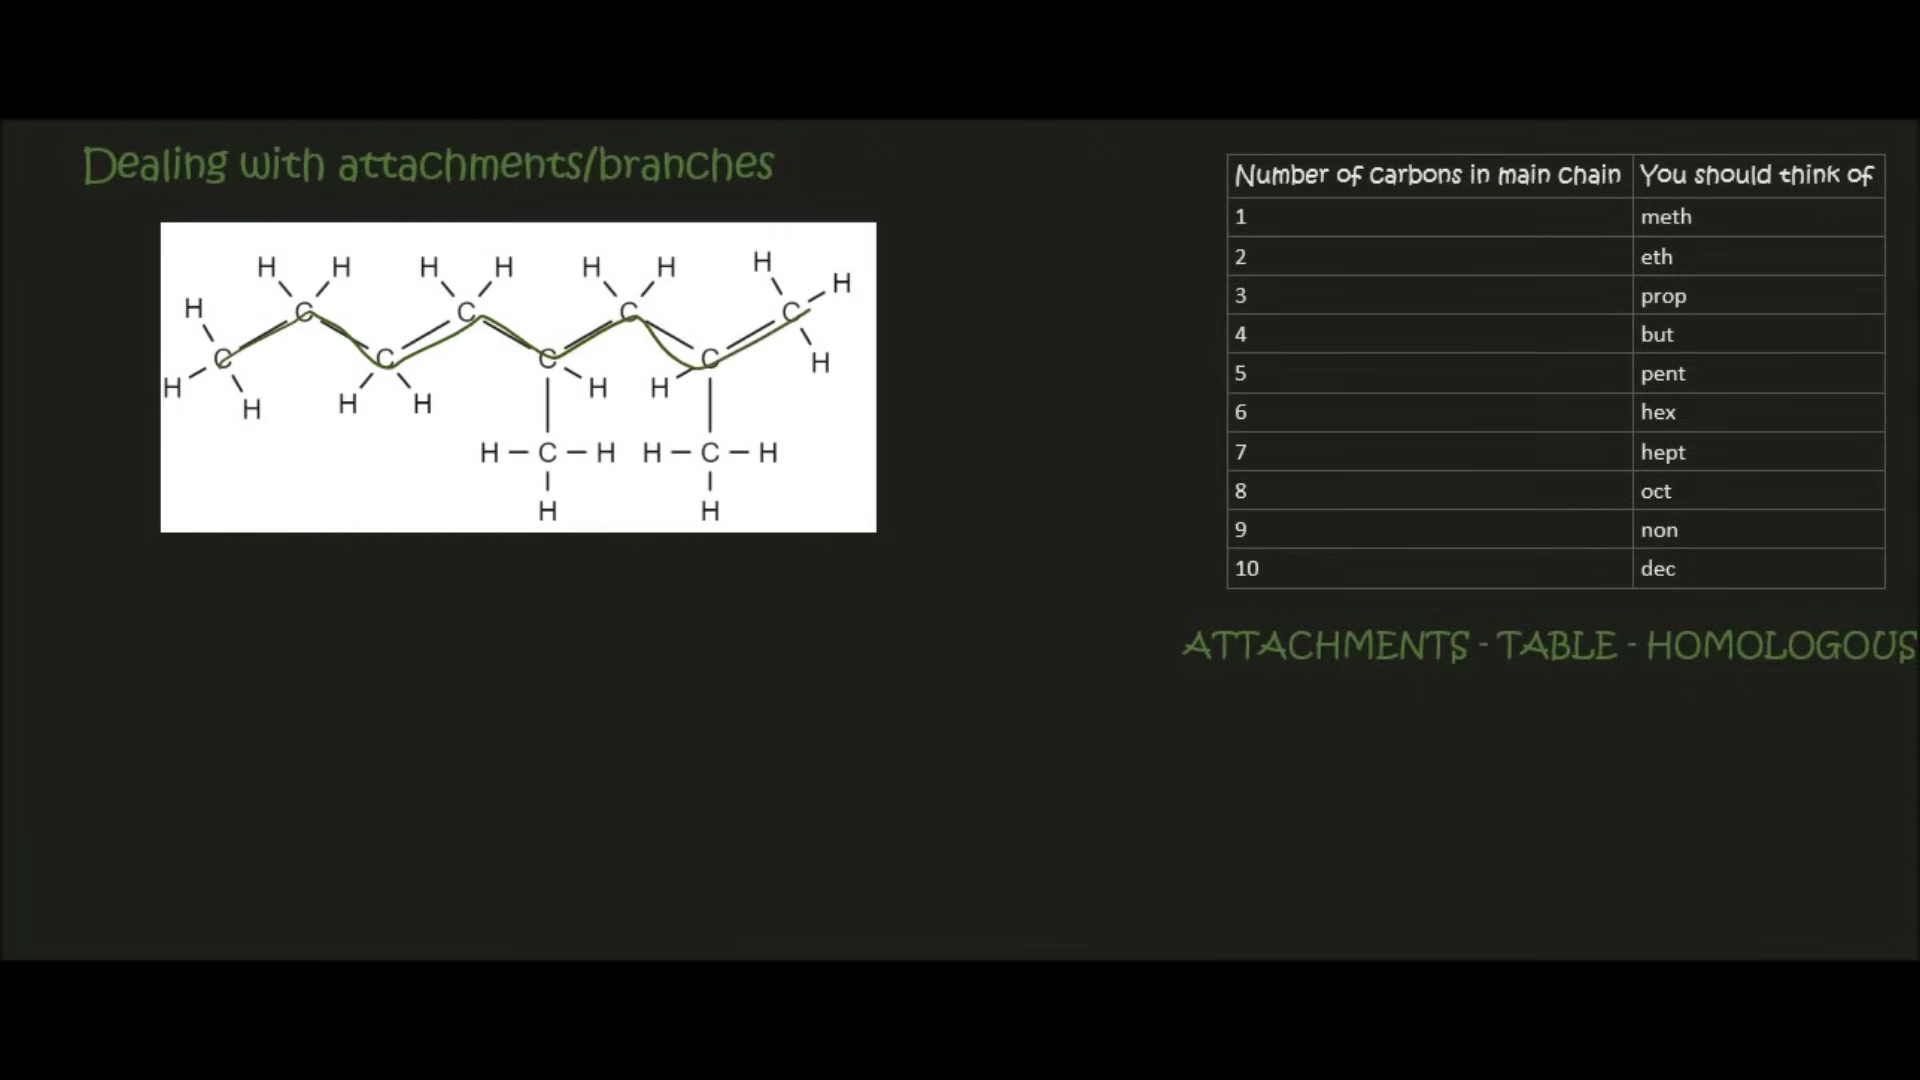 Dealing with attachments/branches
H H H H H H H H
H C C C C
C C C C H
H H H H H
H H H
H – C – H H – C – H
H H
Number of carbons in main chain You should think of
1 meth
2 eth
3 prop
4 but
5 pent
6 hex
7 hept
8 oct
9 non
10 dec
ATTACHMENTS - TABLE - HOMOLOGOUS